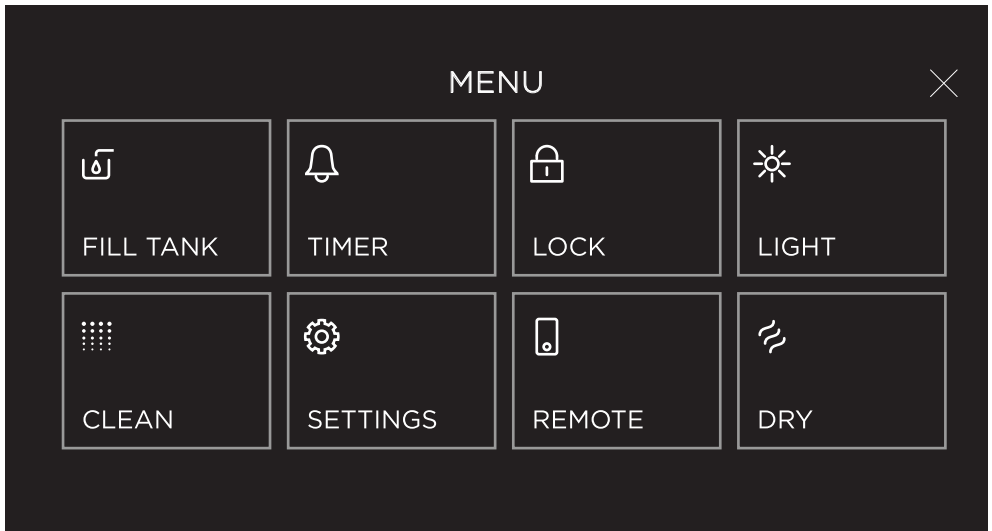 MENU
FILL TANK
TIMER
LOCK
LIGHT
CLEAN
SETTINGS
REMOTE
DRY